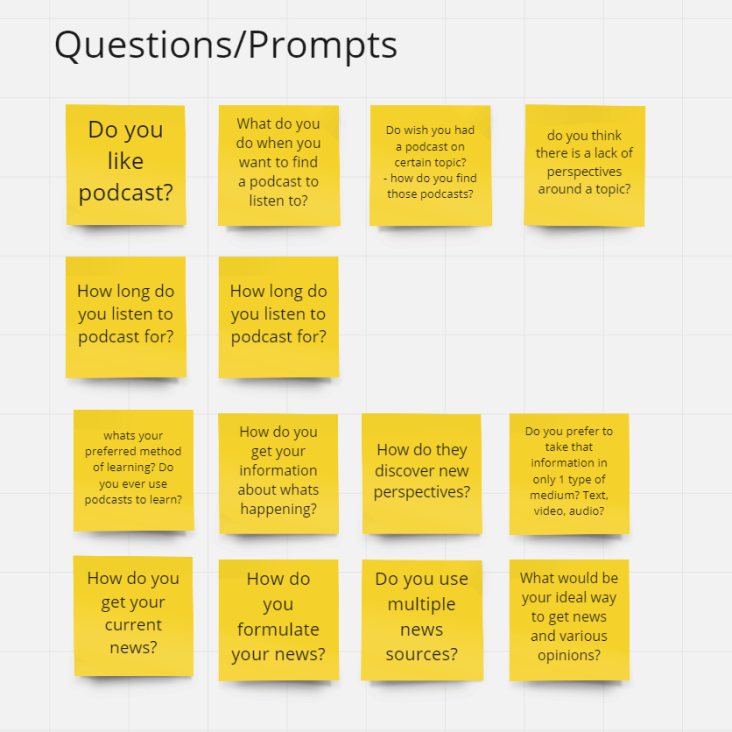 Questions/Prompts
Do you
like
podcast?
What do you
do when you
want to find
a podcast to
listen to?
Do wish you had
a podcast on
certain topic?
- how do you find
those podcasts?
do you think
there is a lack of
perspectives
around a topic?
How long do
you listen to
podcast for?
How long do
you listen to
podcast for?
whats your
preferred method
of learning? Do
you ever use
podcasts to learn?
How do you
get your
information
about whats
happening?
How do they
discover new
perspectives?
Do you prefer to
take that
information in
only 1 type of
medium? Text,
video, audio?
How do you
get your
current
news?
How do
you
formulate
your news?
Do you use
multiple
news
sources?
What would be
your ideal way
to get news
and various
opinions?